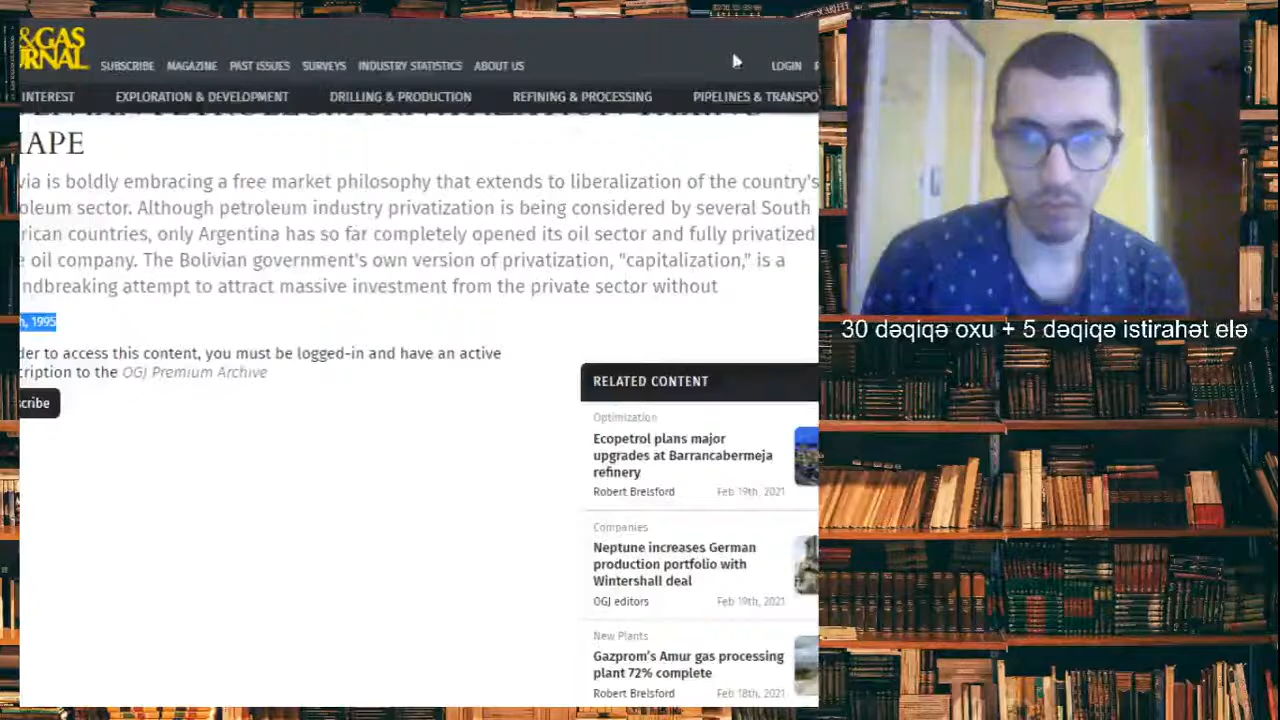 &GAS
SUBSCRIBE MAGAZINE PAST ISSUES SURVEYS INDUSTRY STATISTICS ABOUT US LOGIN
INTEREST EXPLORATION & DEVELOPMENT DRILLING & PRODUCTION REFINING & PROCESSING PIPELINES & TRANSPO
APE
via is boldly embracing a free market philosophy that extends to liberalization of the country's
oleum sector. Although petroleum industry privatization is being considered by several South
rican countries, only Argentina has so far completely opened its oil sector and fully privatized
e oil company. The Bolivian government's own version of privatization, "capitalization," is a
ndbreaking attempt to attract massive investment from the private sector without
h, 1995
der to access this content, you must be logged-in and have an active
cription to the OGJ Premium Archive
cribe
RELATED CONTENT
Optimization
Ecopetrol plans major
upgrades at Barrancabermeja
refinery
Robert Brelsford Feb 19th, 2021
Companies
Neptune increases German
production portfolio with
Wintershall deal
OGJ editors Feb 19th, 2021
New Plants
Gazprom's Amur gas processing
plant 72% complete
Robert Brelsford Feb 18th, 2021
30 dəqiqə oxu + 5 dəqiqə istirahət elə